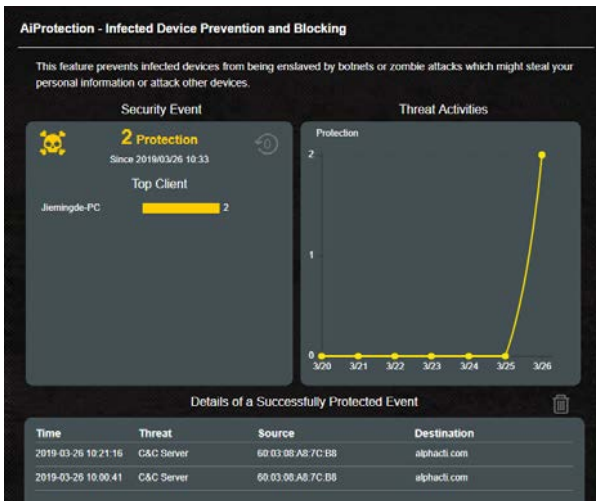 AiProtection - Infected Device Prevention and Blocking
This feature prevents infected devices from being enslaved by botnets or zombie attacks which might steal your
personal information or attack other devices.
Security Event
2 Protection
0
Since 2019/03/26 10:33
Top Client
Jiemingde-PC 2
Threat Activities
Protection
2
1
0
3/20 3/21 3/22 3/23 3/24 3/25 3/26
Details of a Successfully Protected Event
Time Threat Source Destination
2019-03-26 10:21:16 C&C Server 60:03:08:A8:7C:B8 alphacti.com
2019-03-26 10:00:41 C&C Server 60:03:08:A8:7C:B8 alphacti.com